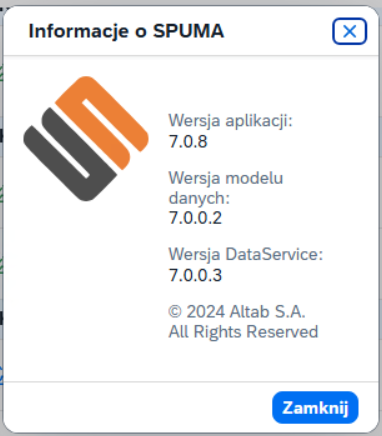 Informacje o SPUMA
Wersja aplikacji:
7.0.8
Wersja modelu
danych:
7.0.0.2
Wersja DataService:
7.0.0.3
© 2024 Altab S.A.
All Rights Reserved
Zamknij